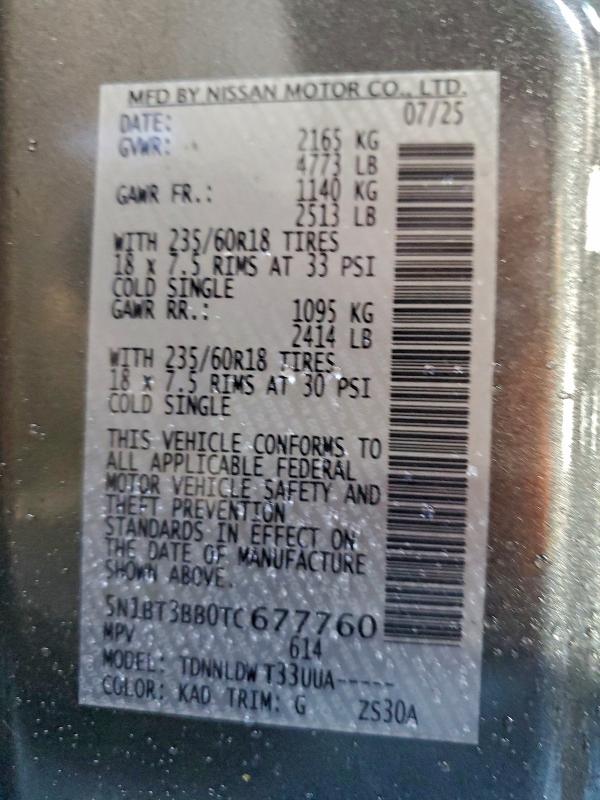 MFD BY NISSAN MOTOR CO., LTD.
DATE: 07/25
GVWR: 2165 KG
4773 LB
GAWR FR.: 1140 KG
2513 LB
WITH 235/60R18 TIRES
18 x 7.5 RIMS AT 33 PSI
COLD SINGLE
GAWR RR.: 1095 KG
2414 LB
WITH 235/60R18 TIRES
18 x 7.5 RIMS AT 30 PSI
COLD SINGLE
THIS VEHICLE CONFORMS TO
ALL APPLICABLE FEDERAL
MOTOR VEHICLE SAFETY AND
THEFT PREVENTION
STANDARDS IN EFFECT ON
THE DATE OF MANUFACTURE
SHOWN ABOVE.
5N1BT3BB0TC677760
MPV 614
MODEL: TDNNLDW T33UUA-----
COLOR: KAD TRIM: G ZS30A